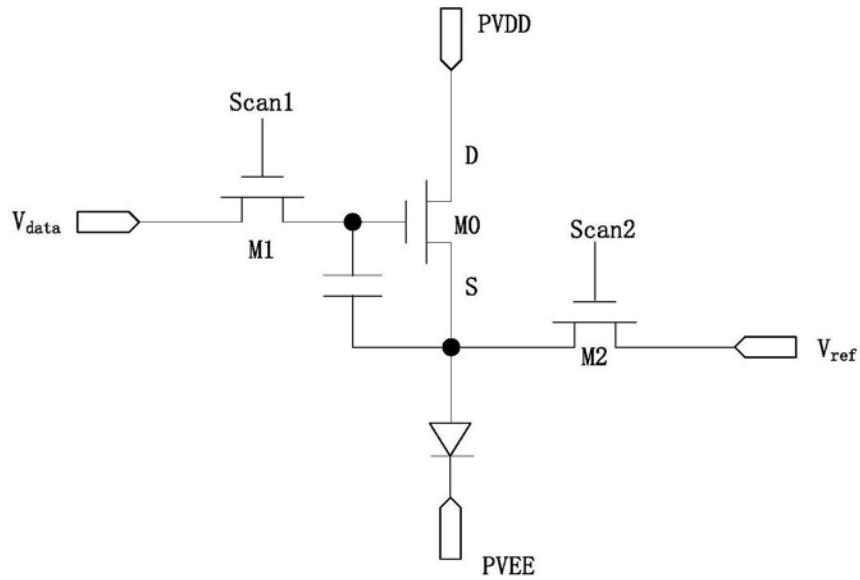 PVDD
Scan1
D
Vdata
M1
M0
Scan2
S
M2
Vref
PVEE